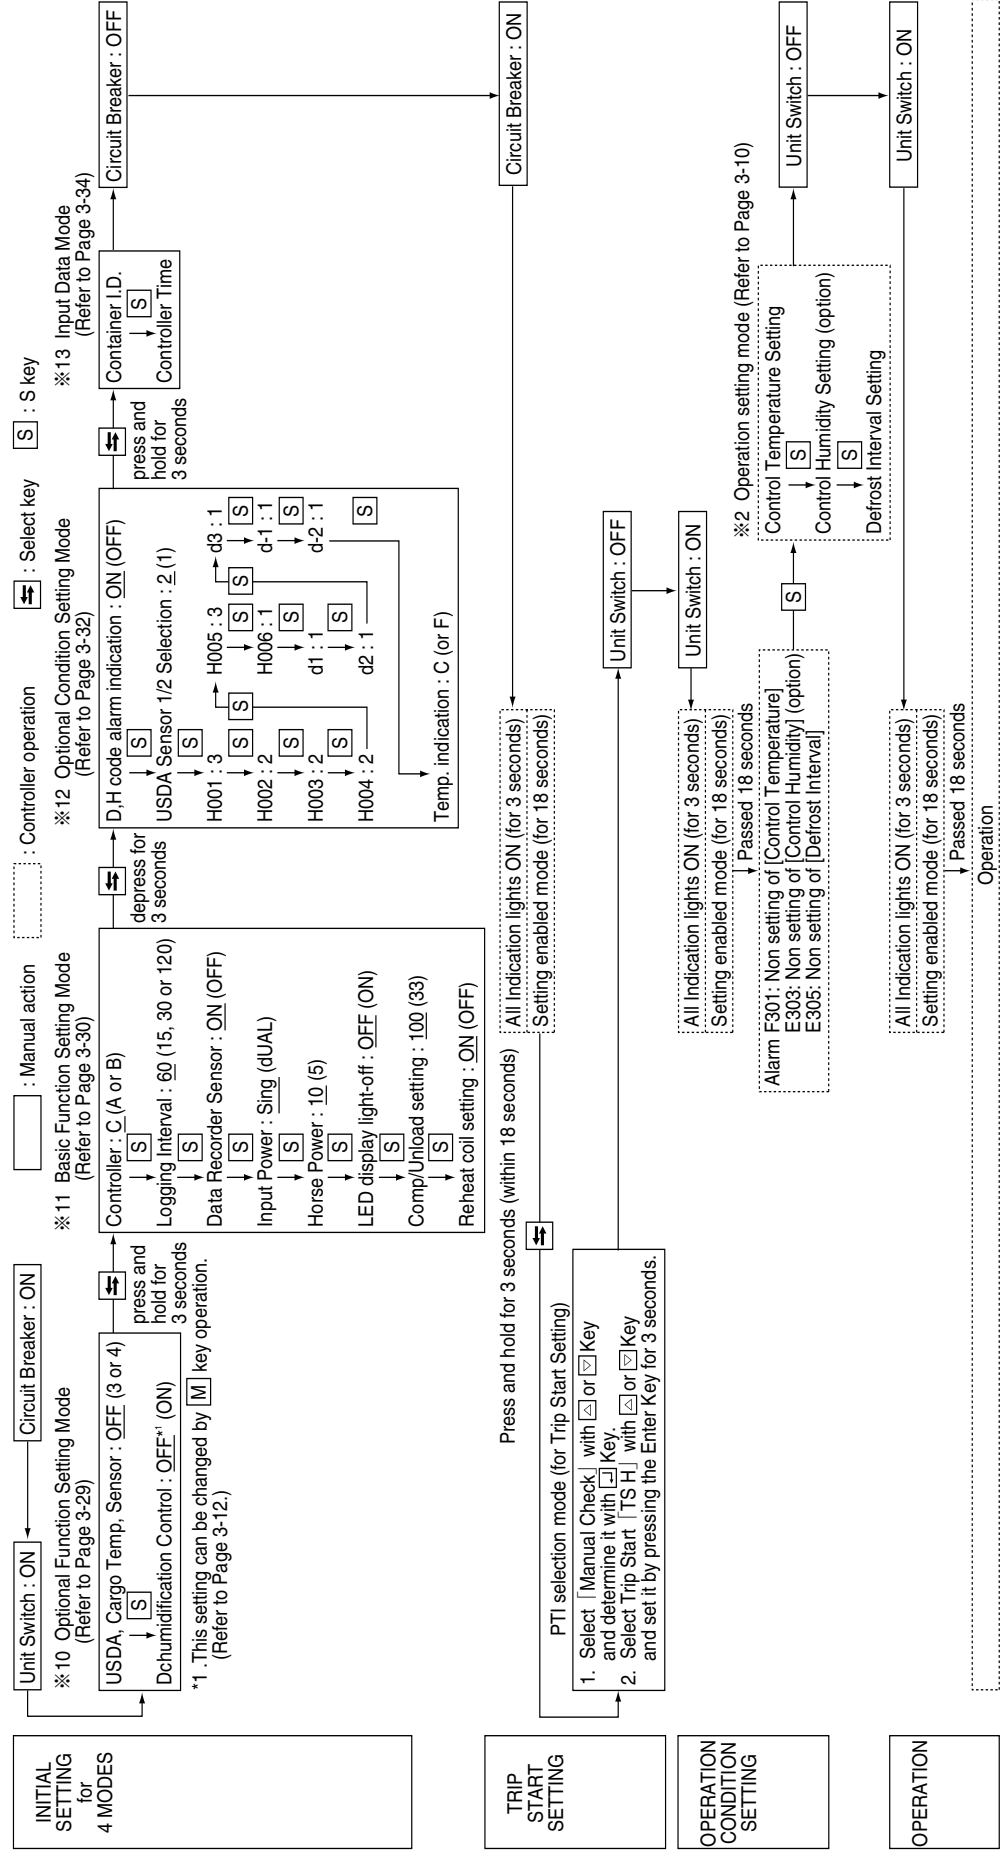 : Manual action
: Controller operation
: Select key
S : S key
INITIAL
SETTING
for
4 MODES
Unit Switch : ON
Circuit Breaker : ON
※10 Optional Function Setting Mode
(Refer to Page 3-29)
USDA, Cargo Temp, Sensor : OFF (3 or 4)
S
Dchumidification Control : OFF*1 (ON)
*1 .This setting can be changed by M key operation.
(Refer to Page 3-12.)
press and
hold for
3 seconds
※11 Basic Function Setting Mode
(Refer to Page 3-30)
Controller : C (A or B)
S
Logging Interval : 60 (15, 30 or 120)
S
Data Recorder Sensor : ON (OFF)
S
Input Power : Sing (dUAL)
S
Horse Power : 10 (5)
S
LED display light-off : OFF (ON)
S
Comp/Unload setting : 100 (33)
S
Reheat coil setting : ON (OFF)
depress for
3 seconds
※12 Optional Condition Setting Mode
(Refer to Page 3-32)
D,H code alarm indication : ON (OFF)
S
USDA Sensor 1/2 Selection : 2 (1)
S
H001 : 3
S
H002 : 2
S
H003 : 2
S
H004 : 2
S
H005 : 3
S
H006 : 1
S
d1 : 1
S
d2 : 1
S
d3 : 1
S
d-1 : 1
S
d-2 : 1
S
Temp. indication : C (or F)
press and
hold for
3 seconds
※13 Input Data Mode
(Refer to Page 3-34)
Container I.D.
S
Controller Time
Circuit Breaker : OFF
Circuit Breaker : ON
TRIP
START
SETTING
All Indication lights ON (for 3 seconds)
Setting enabled mode (for 18 seconds)
Press and hold for 3 seconds (within 18 seconds)
PTI selection mode (for Trip Start Setting)
1. Select「Manual Check」with △ or ▽ Key
and determine it with ↵ Key.
2. Select Trip Start「TS H」with △ or ▽ Key
and set it by pressing the Enter Key for 3 seconds.
Unit Switch : OFF
OPERATION
CONDITION
SETTING
Unit Switch : ON
All Indication lights ON (for 3 seconds)
Setting enabled mode (for 18 seconds)
Passed 18 seconds
Alarm F301: Non setting of [Control Temperature]
E303: Non setting of [Control Humidity] (option)
E305: Non setting of [Defrost Interval]
S
※2 Operation setting mode (Refer to Page 3-10)
Control Temperature Setting
S
Control Humidity Setting (option)
S
Defrost Interval Setting
Unit Switch : OFF
OPERATION
Unit Switch : ON
All Indication lights ON (for 3 seconds)
Setting enabled mode (for 18 seconds)
Passed 18 seconds
Operation